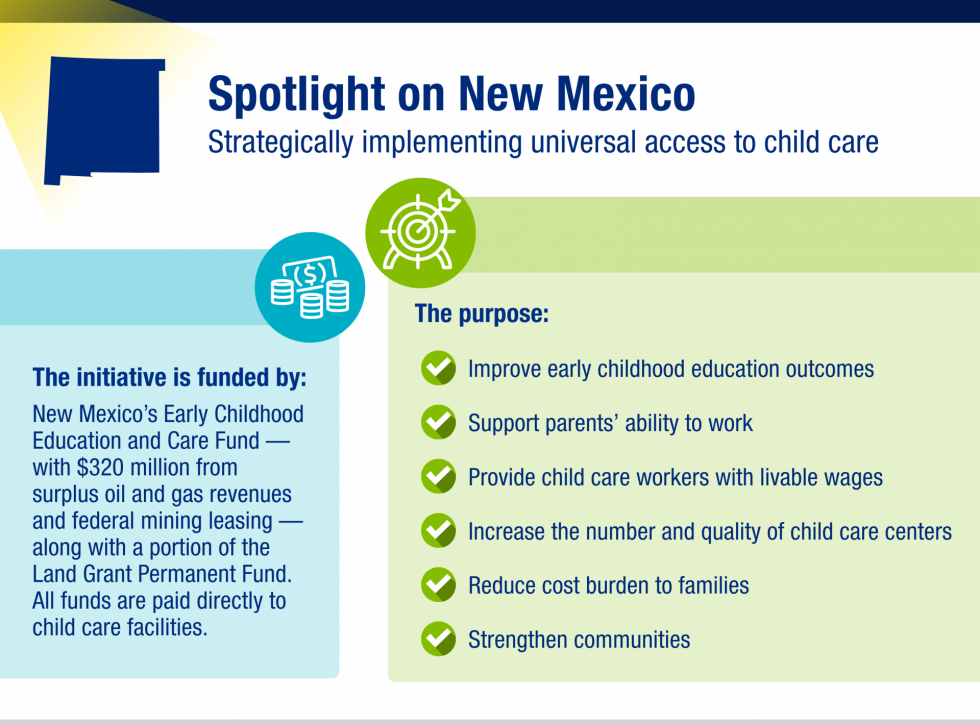 Spotlight on New Mexico
Strategically implementing universal access to child care
($)
The initiative is funded by:
New Mexico’s Early Childhood
Education and Care Fund —
with $320 million from
surplus oil and gas revenues
and federal mining leasing —
along with a portion of the
Land Grant Permanent Fund.
All funds are paid directly to
child care facilities.
The purpose:
Improve early childhood education outcomes
Support parents’ ability to work
Provide child care workers with livable wages
Increase the number and quality of child care centers
Reduce cost burden to families
Strengthen communities